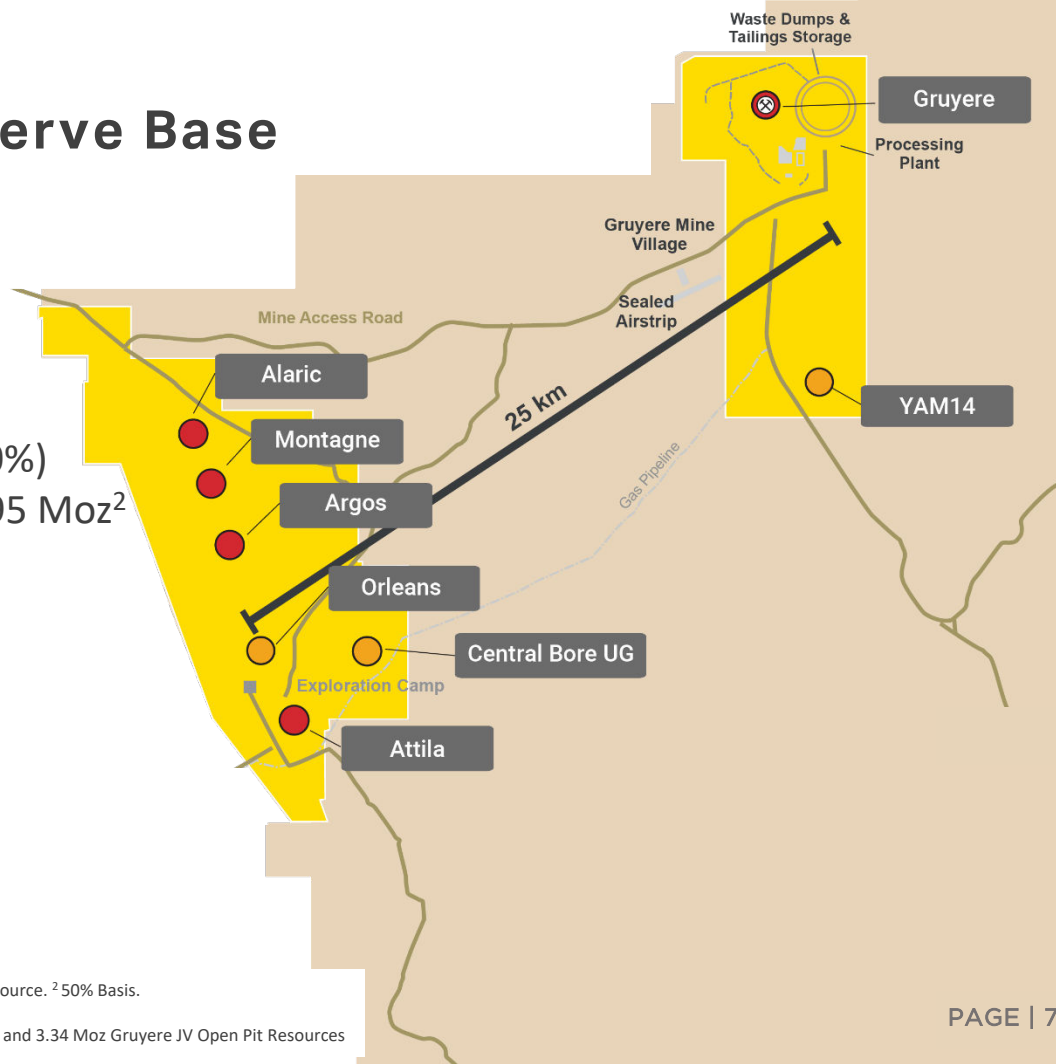 Waste Dumps &
Tailings Storage
Gruyere
erve Base
Processing
Plant
Gruyere Mine
Village
Sealed
Airstrip
Mine Access Road
Alaric
25 km
YAM14
Montagne
0%)
Gas Pipeline
Argos
95 Moz²
Orleans
Central Bore UG
Exploration Camp
Attila
ource. ² 50% Basis.
PAGE | 7
and 3.34 Moz Gruyere JV Open Pit Resources